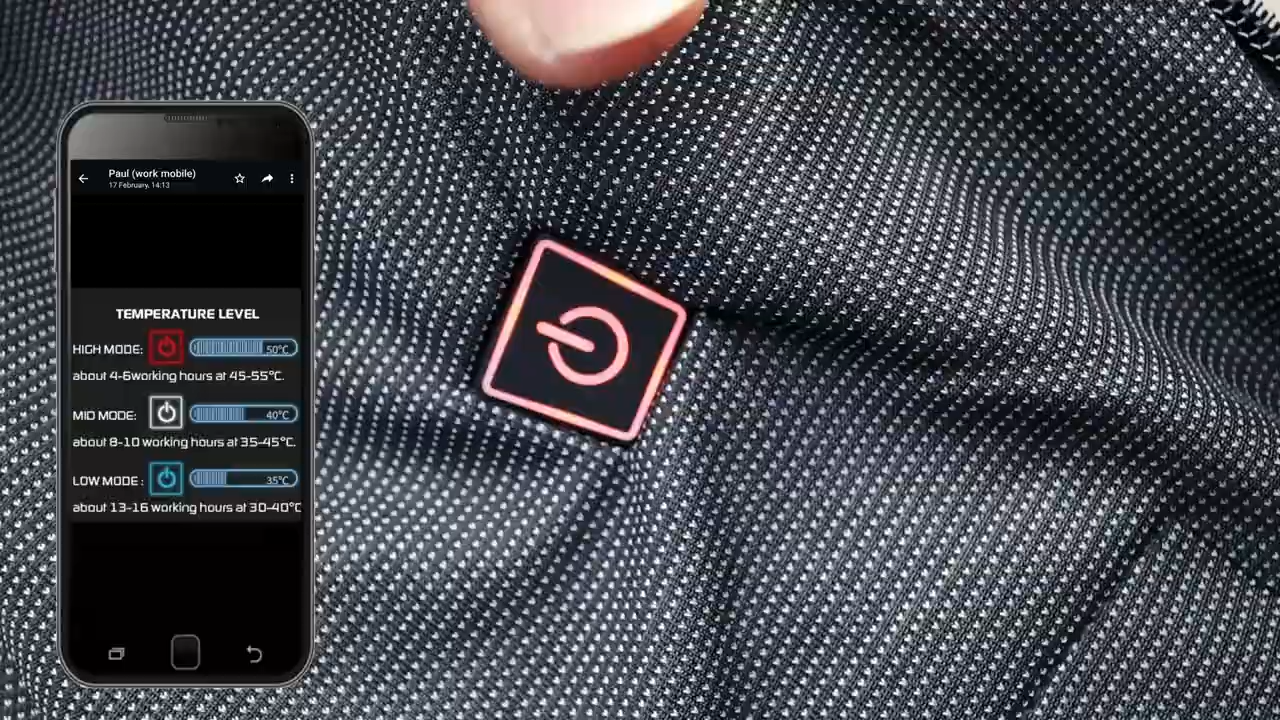 Paul (work mobile)
17 February, 14:13
TEMPERATURE LEVEL
HIGH MODE: 50°C
about 4-6working hours at 45-55°C.
MID MODE: 40°C
about 8-10 working hours at 35-45°C.
LOW MODE : 35°C
about 13-16 working hours at 30-40°C